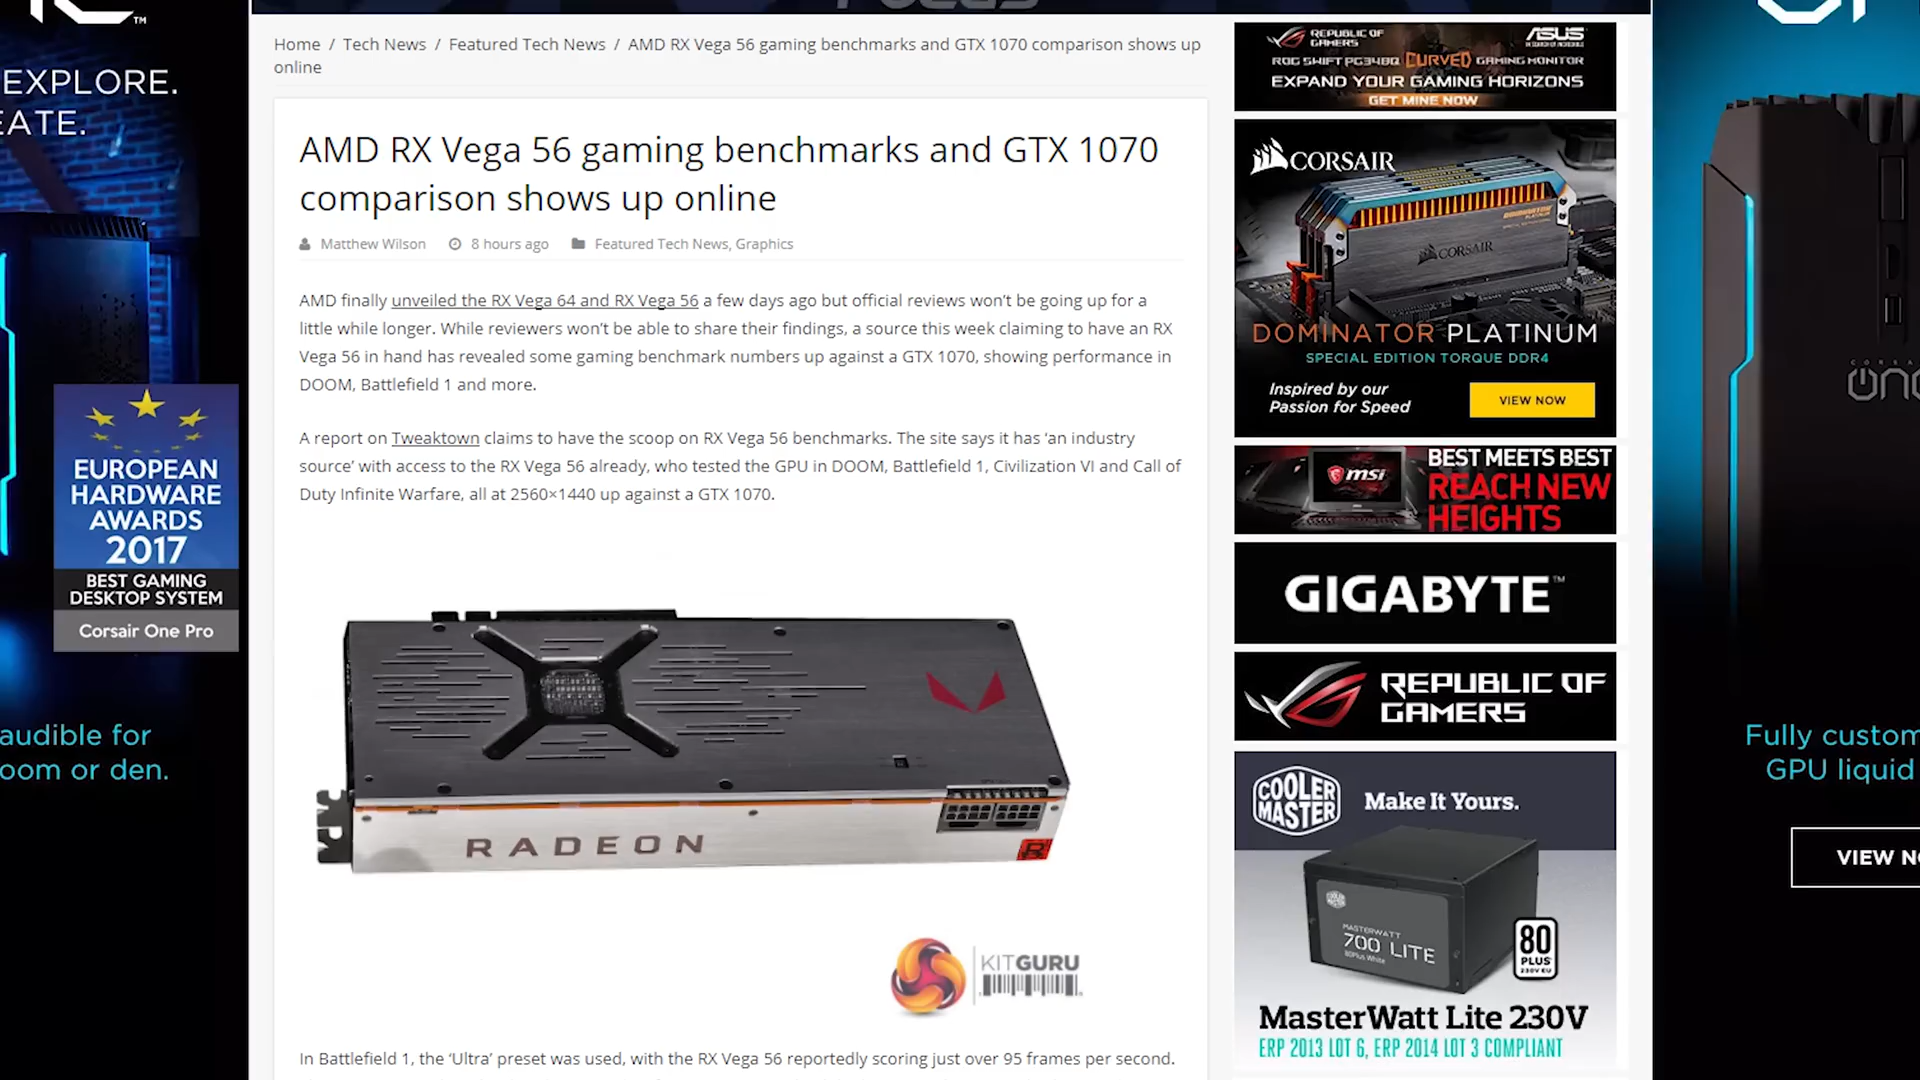 EXPLORE.
EATE.
EUROPEAN
HARDWARE
AWARDS
2017
BEST GAMING
DESKTOP SYSTEM
Corsair One Pro
audible for
oom or den.
Home / Tech News / Featured Tech News / AMD RX Vega 56 gaming benchmarks and GTX 1070 comparison shows up
online
AMD RX Vega 56 gaming benchmarks and GTX 1070
comparison shows up online
Matthew Wilson 8 hours ago Featured Tech News, Graphics
AMD finally unveiled the RX Vega 64 and RX Vega 56 a few days ago but official reviews won't be going up for a
little while longer. While reviewers won't be able to share their findings, a source this week claiming to have an RX
Vega 56 in hand has revealed some gaming benchmark numbers up against a GTX 1070, showing performance in
DOOM, Battlefield 1 and more.
A report on Tweaktown claims to have the scoop on RX Vega 56 benchmarks. The site says it has 'an industry
source' with access to the RX Vega 56 already, who tested the GPU in DOOM, Battlefield 1, Civilization VI and Call of
Duty Infinite Warfare, all at 2560×1440 up against a GTX 1070.
RADEON
KITGURU
In Battlefield 1, the 'Ultra' preset was used, with the RX Vega 56 reportedly scoring just over 95 frames per second.
REPUBLIC OF
GAMERS
ASUS
ROG SWIFT PG348Q CURVED GAMING MONITOR
EXPAND YOUR GAMING HORIZONS
GET MINE NOW
CORSAIR
CORSAIR
DOMINATOR PLATINUM
SPECIAL EDITION TORQUE DDR4
Inspired by our
Passion for Speed
VIEW NOW
msi
BEST MEETS BEST
REACH NEW
HEIGHTS
GIGABYTE™
REPUBLIC OF
GAMERS
COOLER
MASTER
Make It Yours.
MASTERWATT
700 LITE
80Plus White
80
PLUS
230V EU
MasterWatt Lite 230V
ERP 2013 LOT 6, ERP 2014 LOT 3 COMPLIANT
Fully custom
GPU liquid
VIEW N